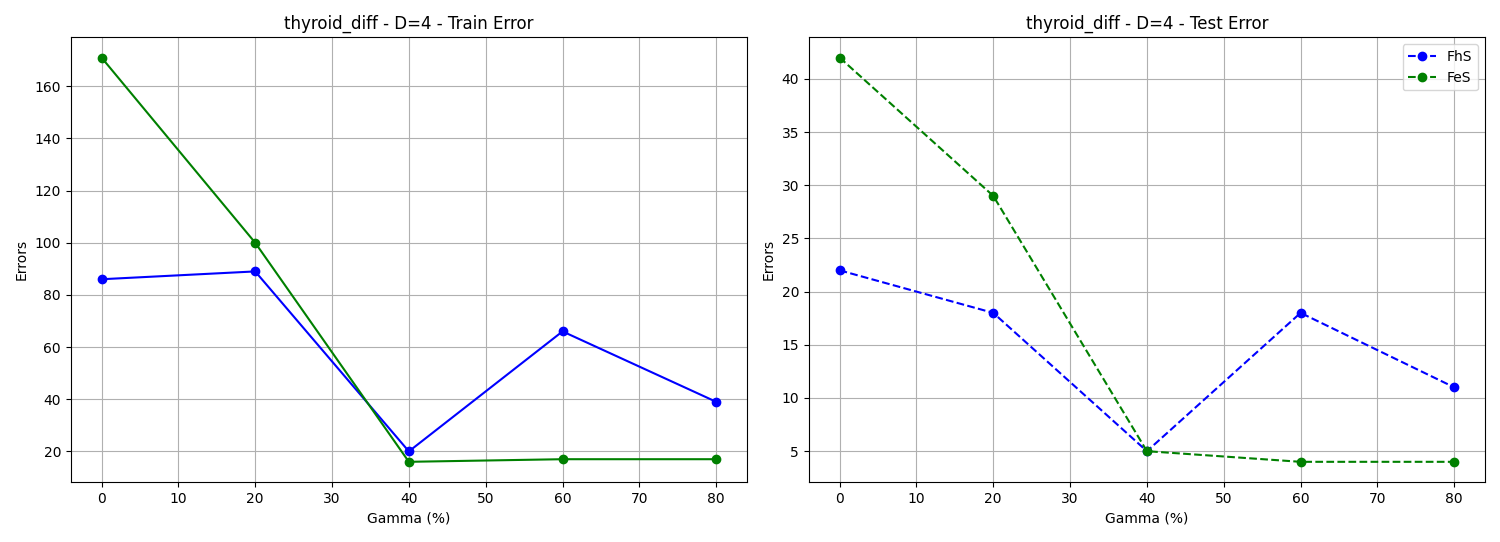 thyroid_diff - D=4 - Train Error
160
140
120
100
80
60
40
20
Errors
0 10 20 30 40 50 60 70 80
Gamma (%)
thyroid_diff - D=4 - Test Error
FhS
FeS
40
35
30
25
20
15
10
5
Errors
0 10 20 30 40 50 60 70 80
Gamma (%)